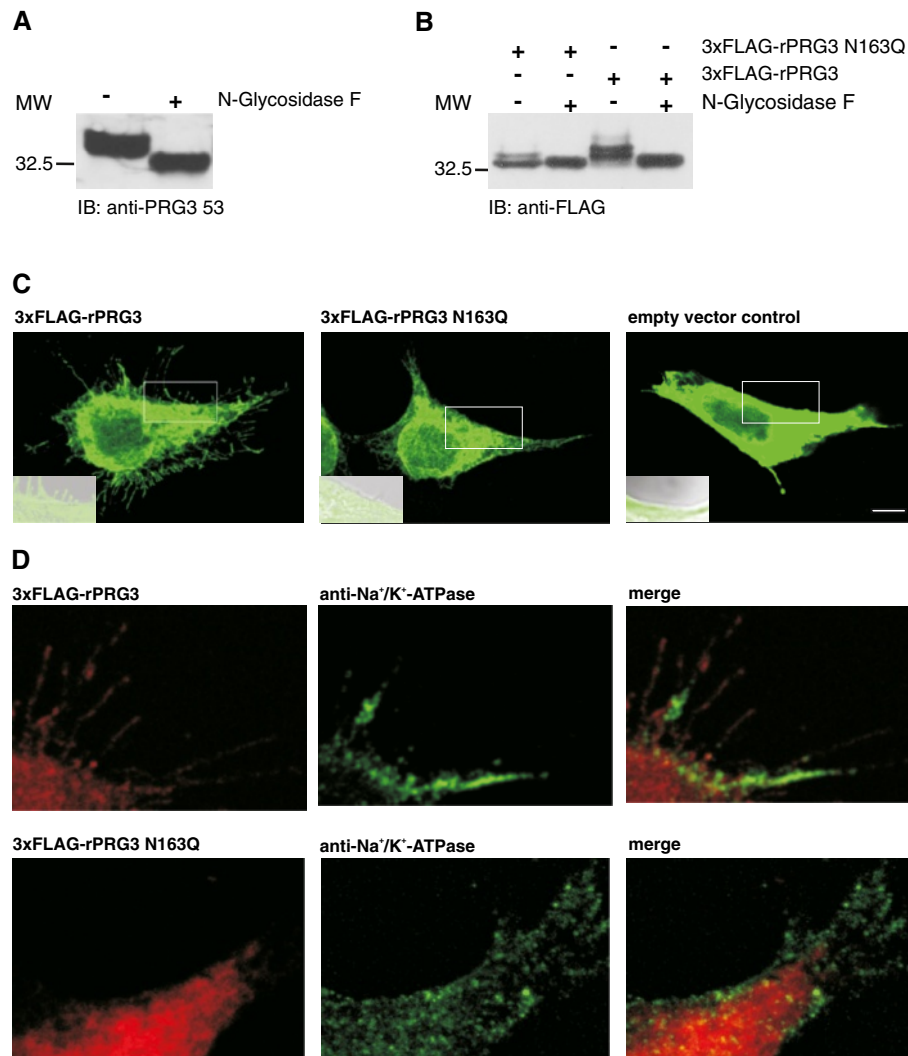 A
MW - + N-Glycosidase F
32.5
IB: anti-PRG3 53
B
+ + - - 3xFLAG-rPRG3 N163Q
- - + + 3xFLAG-rPRG3
MW - + - + N-Glycosidase F
32.5
IB: anti-FLAG
C
3xFLAG-rPRG3 3xFLAG-rPRG3 N163Q empty vector control
D
3xFLAG-rPRG3 anti-Na⁺/K⁺-ATPase merge
3xFLAG-rPRG3 N163Q anti-Na⁺/K⁺-ATPase merge